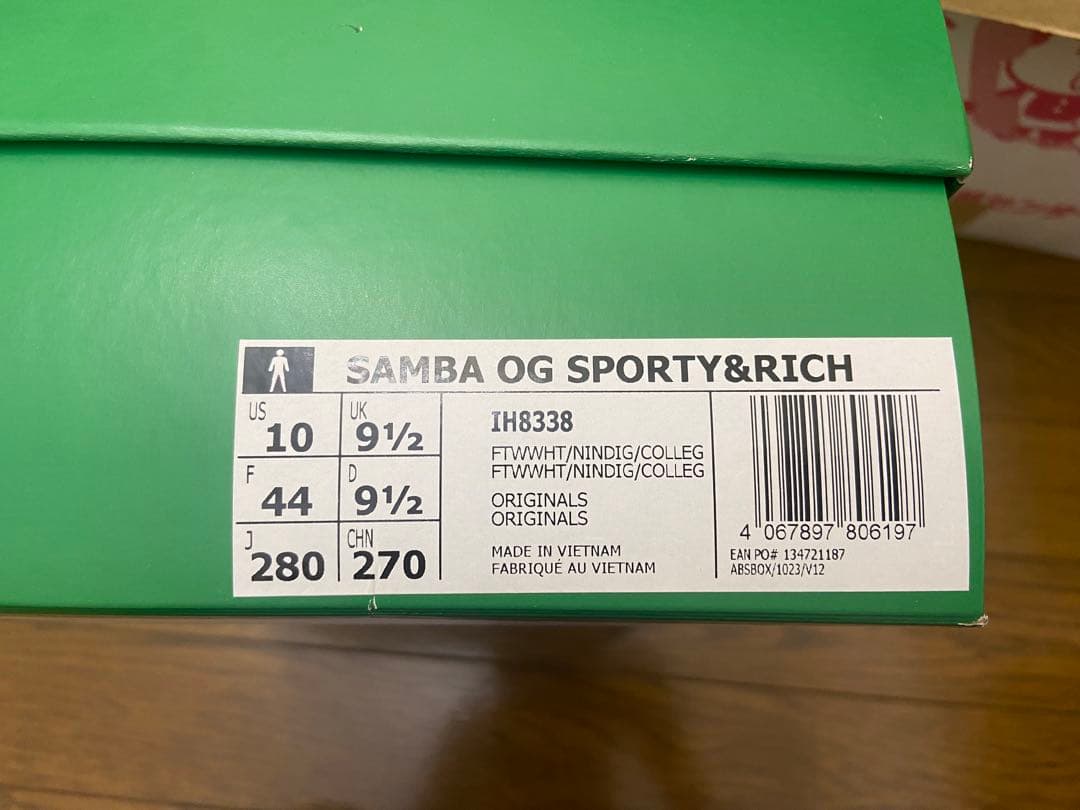 SAMBA OG SPORTY&RICH
US 10
UK 9½
F 44
D 9½
J 280
CHN 270
IH8338
FTWWHT/NINDIG/COLLEG
FTWWHT/NINDIG/COLLEG
ORIGINALS
ORIGINALS
MADE IN VIETNAM
FABRIQUÉ AU VIETNAM
4 067897 806197
EAN PO# 134721187
ABSBOX/1023/V12